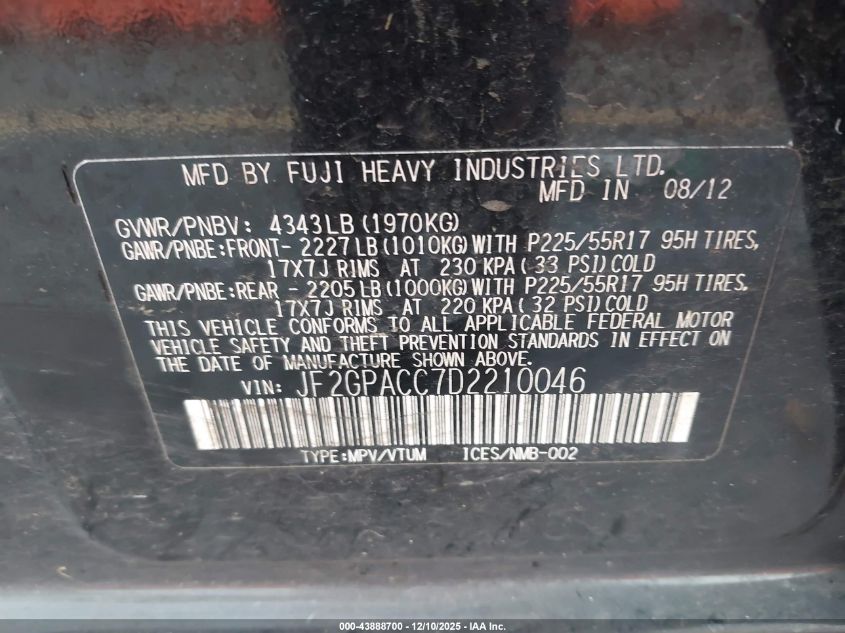 MFD BY FUJI HEAVY INDUSTRIES LTD.
MFD IN 08/12
GVWR/PNBV: 4343LB (1970KG)
GAWR/PNBE:FRONT- 2227LB (1010KG) WITH P225/55R17 95H TIRES,
17X7J RIMS AT 230 KPA ( 33 PSI) COLD
GAWR/PNBE:REAR - 2205LB (1000KG) WITH P225/55R17 95H TIRES.
17X7J RIMS AT 220 KPA ( 32 PSI) COLD
THIS VEHICLE CONFORMS TO ALL APPLICABLE FEDERAL MOTOR
VEHICLE SAFETY AND THEFT PREVENTION STANDARDS IN EFFECT ON
THE DATE OF MANUFACTURE SHOWN ABOVE.
VIN: JF2GPACC7D2210046
TYPE:MPV/VTUM ICES/NMB-002
000-43888700 - 12/10/2025 - IAA Inc.